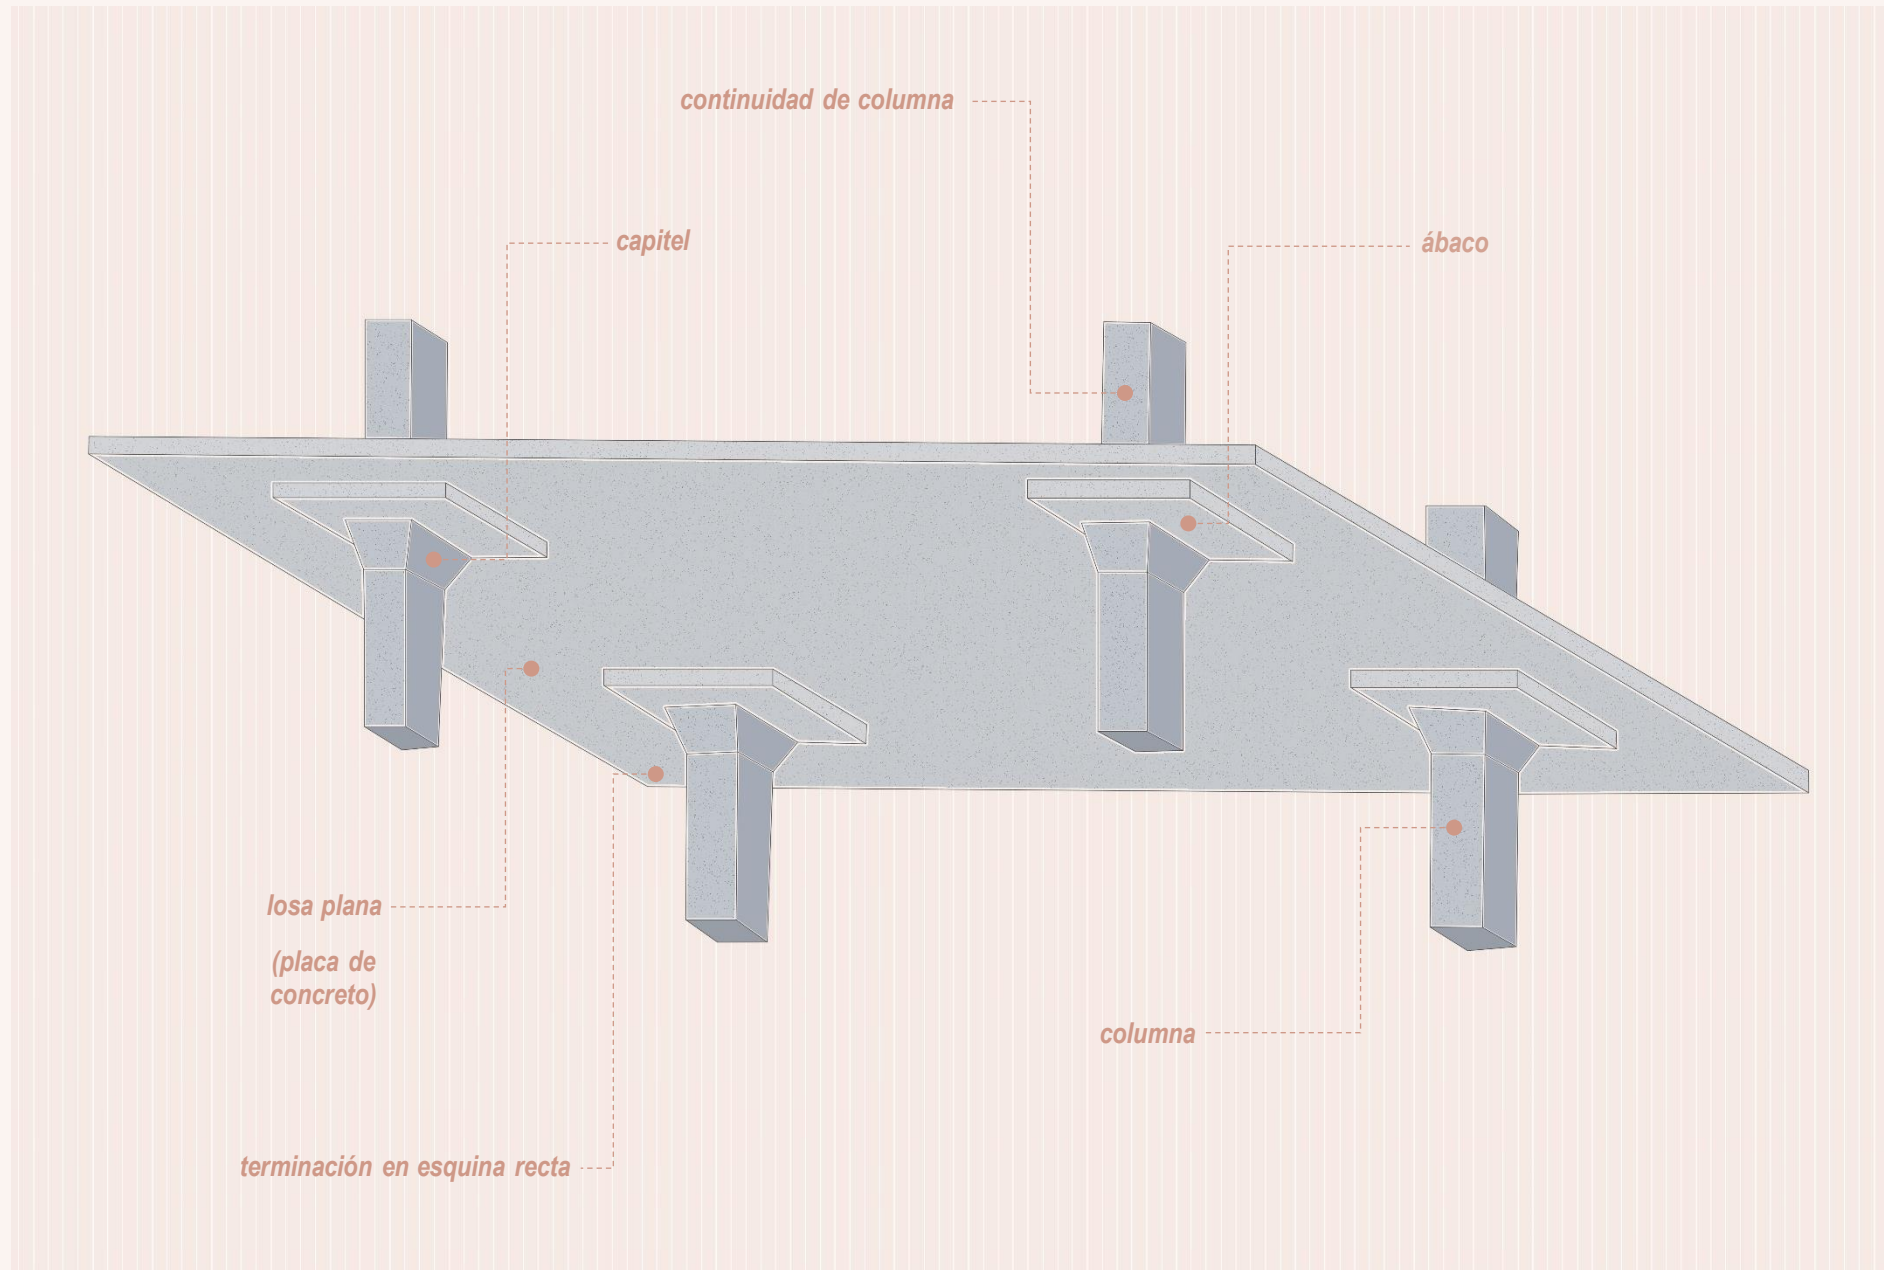 continuidad de columna
capitel
ábaco
losa plana
(placa de
concreto)
columna
terminación en esquina recta